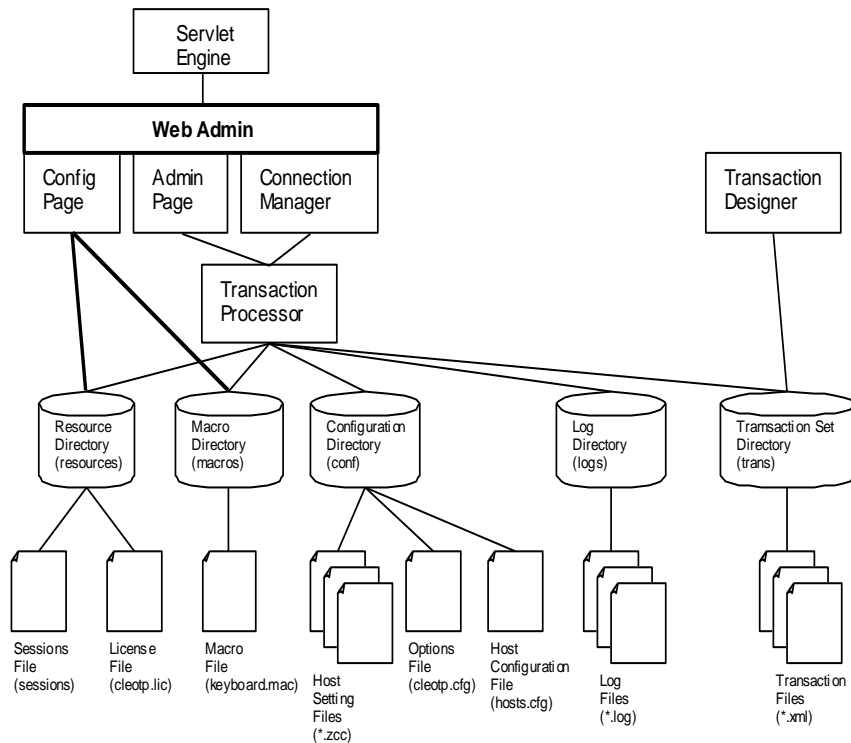 Servlet
Engine
Web Admin
Config
Page
Admin
Page
Connection
Manager
Transaction
Designer
Transaction
Processor
Resource
Directory
(resources)
Macro
Directory
(macros)
Configuration
Directory
(conf)
Log
Directory
(logs)
Tramsaction Set
Directory
(trans)
Sessions
File
(sessions)
License
File
(cleotp.lic)
Macro
File
(keyboard.mac)
Host
Setting
Files
(*.zcc)
Options
File
(cleotp.cfg)
Host
Configuration
File
(hosts.cfg)
Log
Files
(*.log)
Transaction
Files
(*.xml)